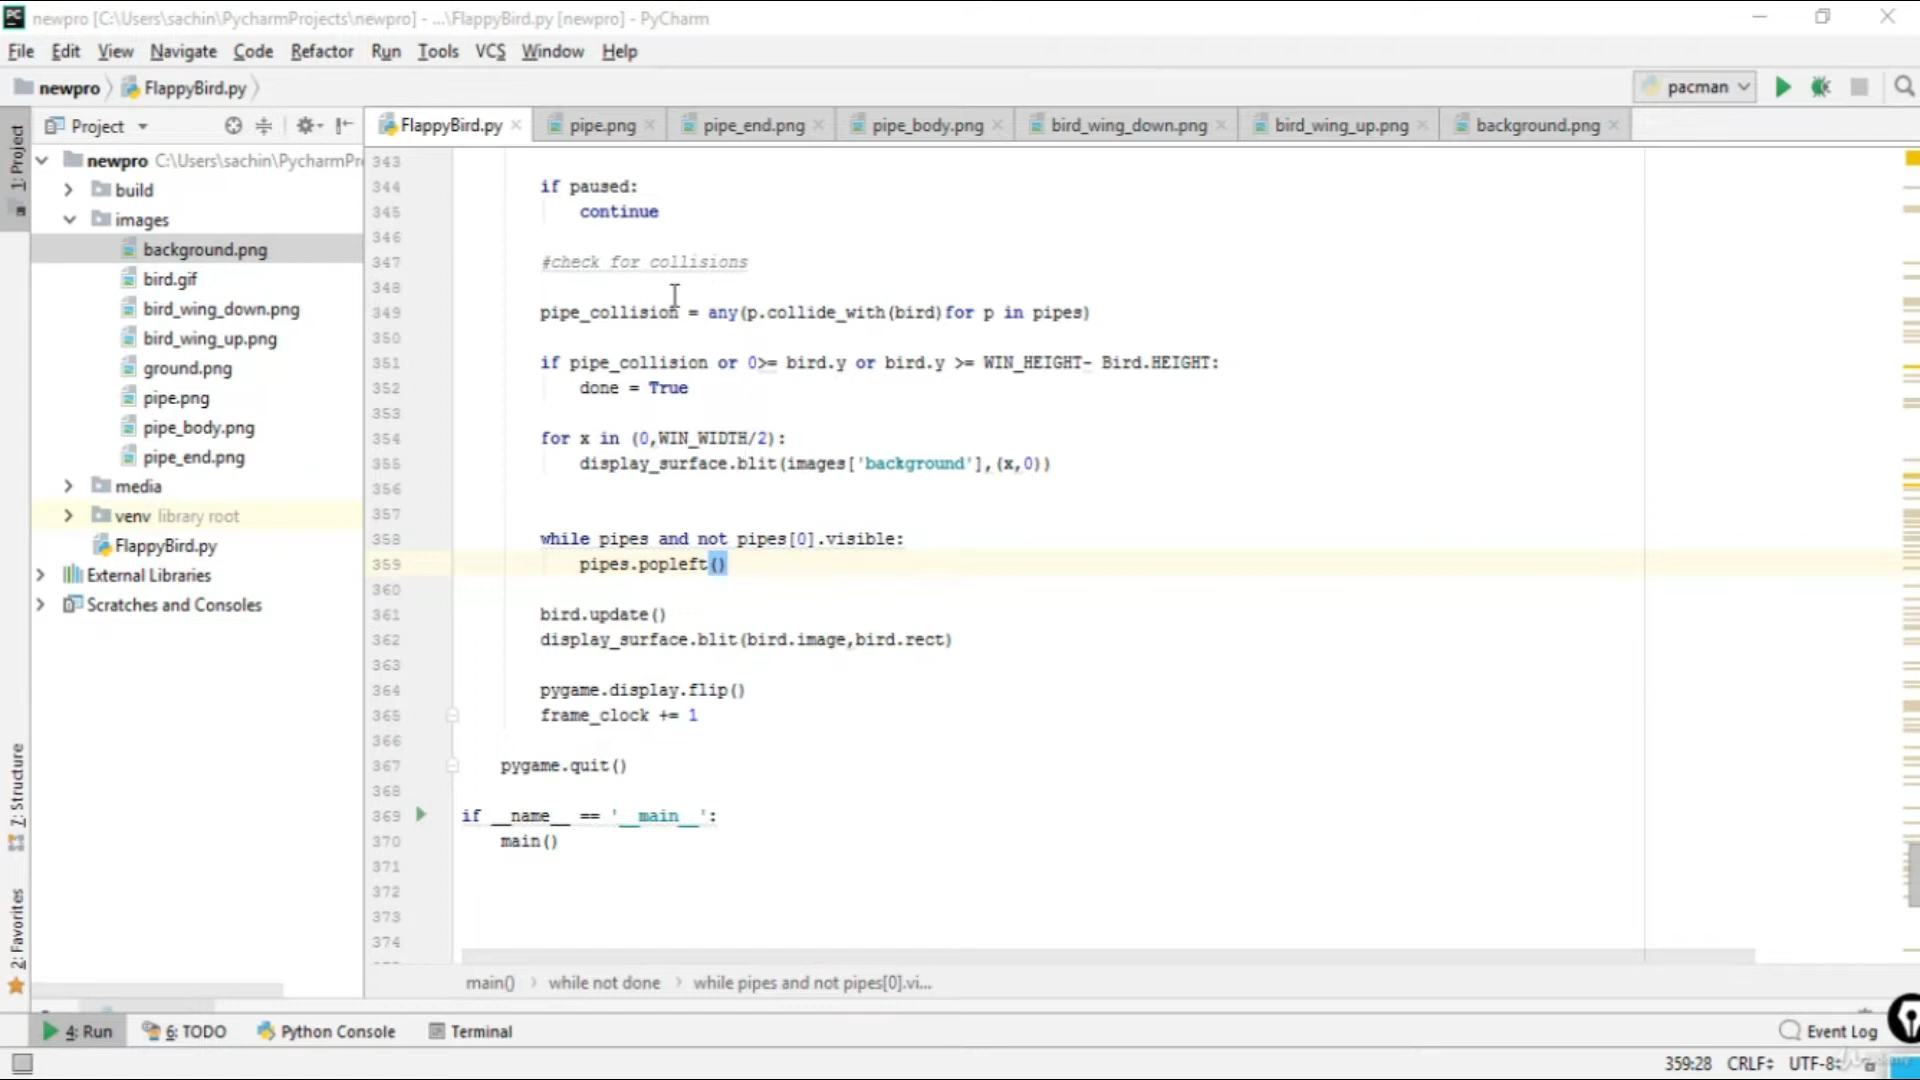 newpro [C:\Users\sachin\PycharmProjects\newpro] - ...\FlappyBird.py [newpro] - PyCharm
File Edit View Navigate Code Refactor Run Tools VCS Window Help
newpro FlappyBird.py pacman
Project
FlappyBird.py pipe.png pipe_end.png pipe_body.png bird_wing_down.png bird_wing_up.png background.png
1: Project
7: Structure
2: Favorites
newpro C:\Users\sachin\PycharmPr
build
images
background.png
bird.gif
bird_wing_down.png
bird_wing_up.png
ground.png
pipe.png
pipe_body.png
pipe_end.png
media
venv library root
FlappyBird.py
External Libraries
Scratches and Consoles
343
344 if paused:
345 continue
346
347 #check for collisions
348
349 pipe_collision = any(p.collide_with(bird)for p in pipes)
350
351 if pipe_collision or 0>= bird.y or bird.y >= WIN_HEIGHT- Bird.HEIGHT:
352 done = True
353
354 for x in (0,WIN_WIDTH/2):
355 display_surface.blit(images['background'],(x,0))
356
357
358 while pipes and not pipes[0].visible:
359 pipes.popleft()
360
361 bird.update()
362 display_surface.blit(bird.image,bird.rect)
363
364 pygame.display.flip()
365 frame_clock += 1
366
367 pygame.quit()
368
369 if __name__ == '__main__':
370 main()
371
372
373
374
main() › while not done › while pipes and not pipes[0].vi...
4: Run 6: TODO Python Console Terminal Event Log
359:28 CRLF UTF-8